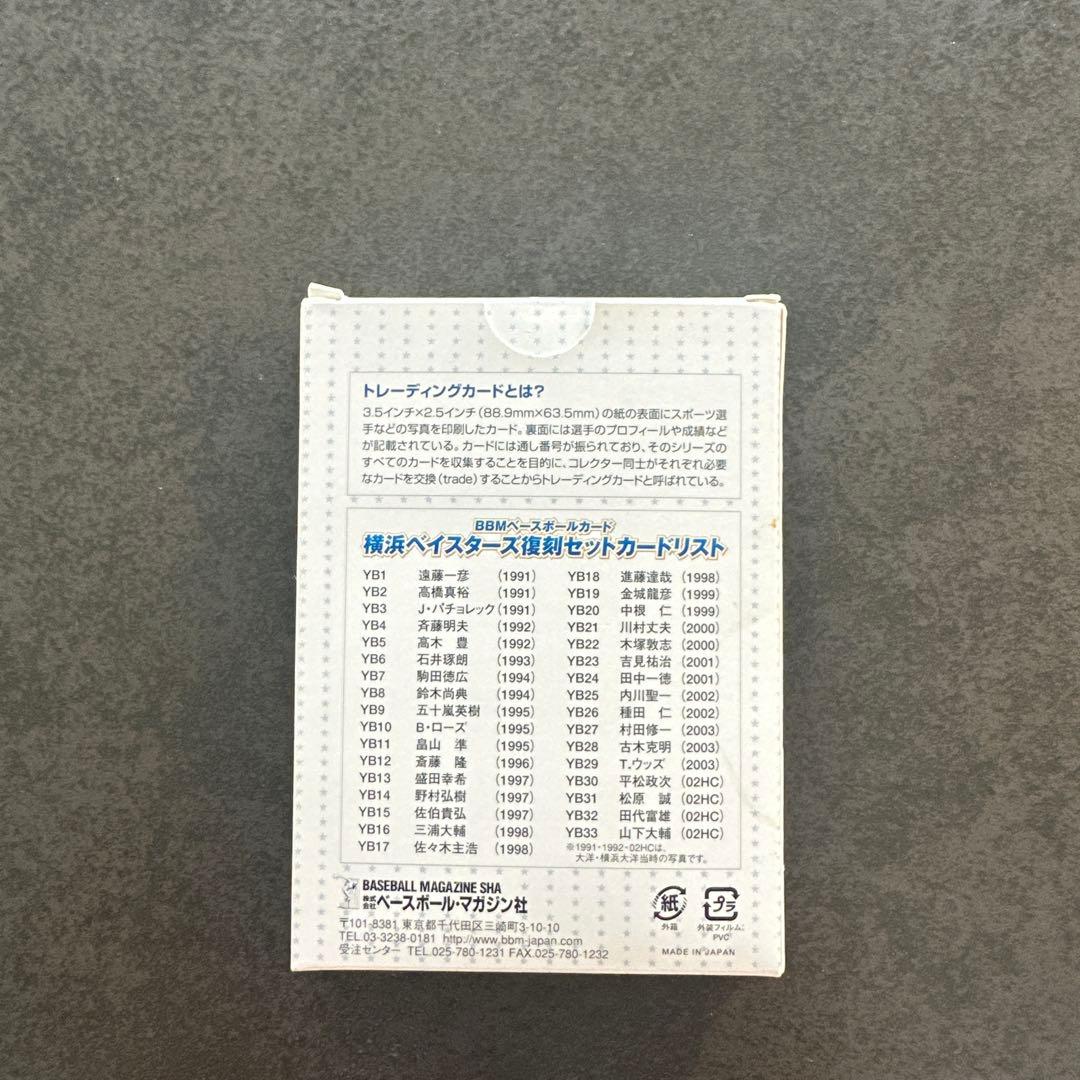 トレーディングカードとは？
3.5インチ×2.5インチ（88.9mm×63.5mm）の紙の表面にスポーツ選
手などの写真を印刷したカード。裏面には選手のプロフィールや成績など
が記載されている。カードには通し番号が振られており、そのシリーズの
すべてのカードを収集することを目的に、コレクター同士がそれぞれ必要
なカードを交換（trade）することからトレーディングカードと呼ばれている。
BBMベースボールカード
横浜ベイスターズ復刻セットカードリスト
YB1 遠藤一彦 （1991）
YB2 高橋真裕 （1991）
YB3 J・パチョレック（1991）
YB4 斉藤明夫 （1992）
YB5 高木 豊 （1992）
YB6 石井琢朗 （1993）
YB7 駒田徳広 （1994）
YB8 鈴木尚典 （1994）
YB9 五十嵐英樹 （1995）
YB10 B・ローズ （1995）
YB11 畠山 準 （1995）
YB12 斎藤 隆 （1996）
YB13 盛田幸希 （1997）
YB14 野村弘樹 （1997）
YB15 佐伯貴弘 （1997）
YB16 三浦大輔 （1998）
YB17 佐々木主浩 （1998）
YB18 進藤達哉 （1998）
YB19 金城龍彦 （1999）
YB20 中根 仁 （1999）
YB21 川村丈夫 （2000）
YB22 木塚敦志 （2000）
YB23 吉見祐治 （2001）
YB24 田中一徳 （2001）
YB25 内川聖一 （2002）
YB26 種田 仁 （2002）
YB27 村田修一 （2003）
YB28 古木克明 （2003）
YB29 T.ウッズ （2003）
YB30 平松政次 （02HC）
YB31 松原 誠 （02HC）
YB32 田代富雄 （02HC）
YB33 山下大輔 （02HC）
※1991・1992・02HCは、
大洋・横浜大洋当時の写真です。
BASEBALL MAGAZINE SHA
株式会社ベースボール・マガジン社
〒101-8381 東京都千代田区三崎町3-10-10
TEL.03-3238-0181 http://www.bbm-japan.com
受注センター TEL.025-780-1231 FAX.025-780-1232
紙
外箱
プラ
外装フィルム:
PVC
MADE IN JAPAN